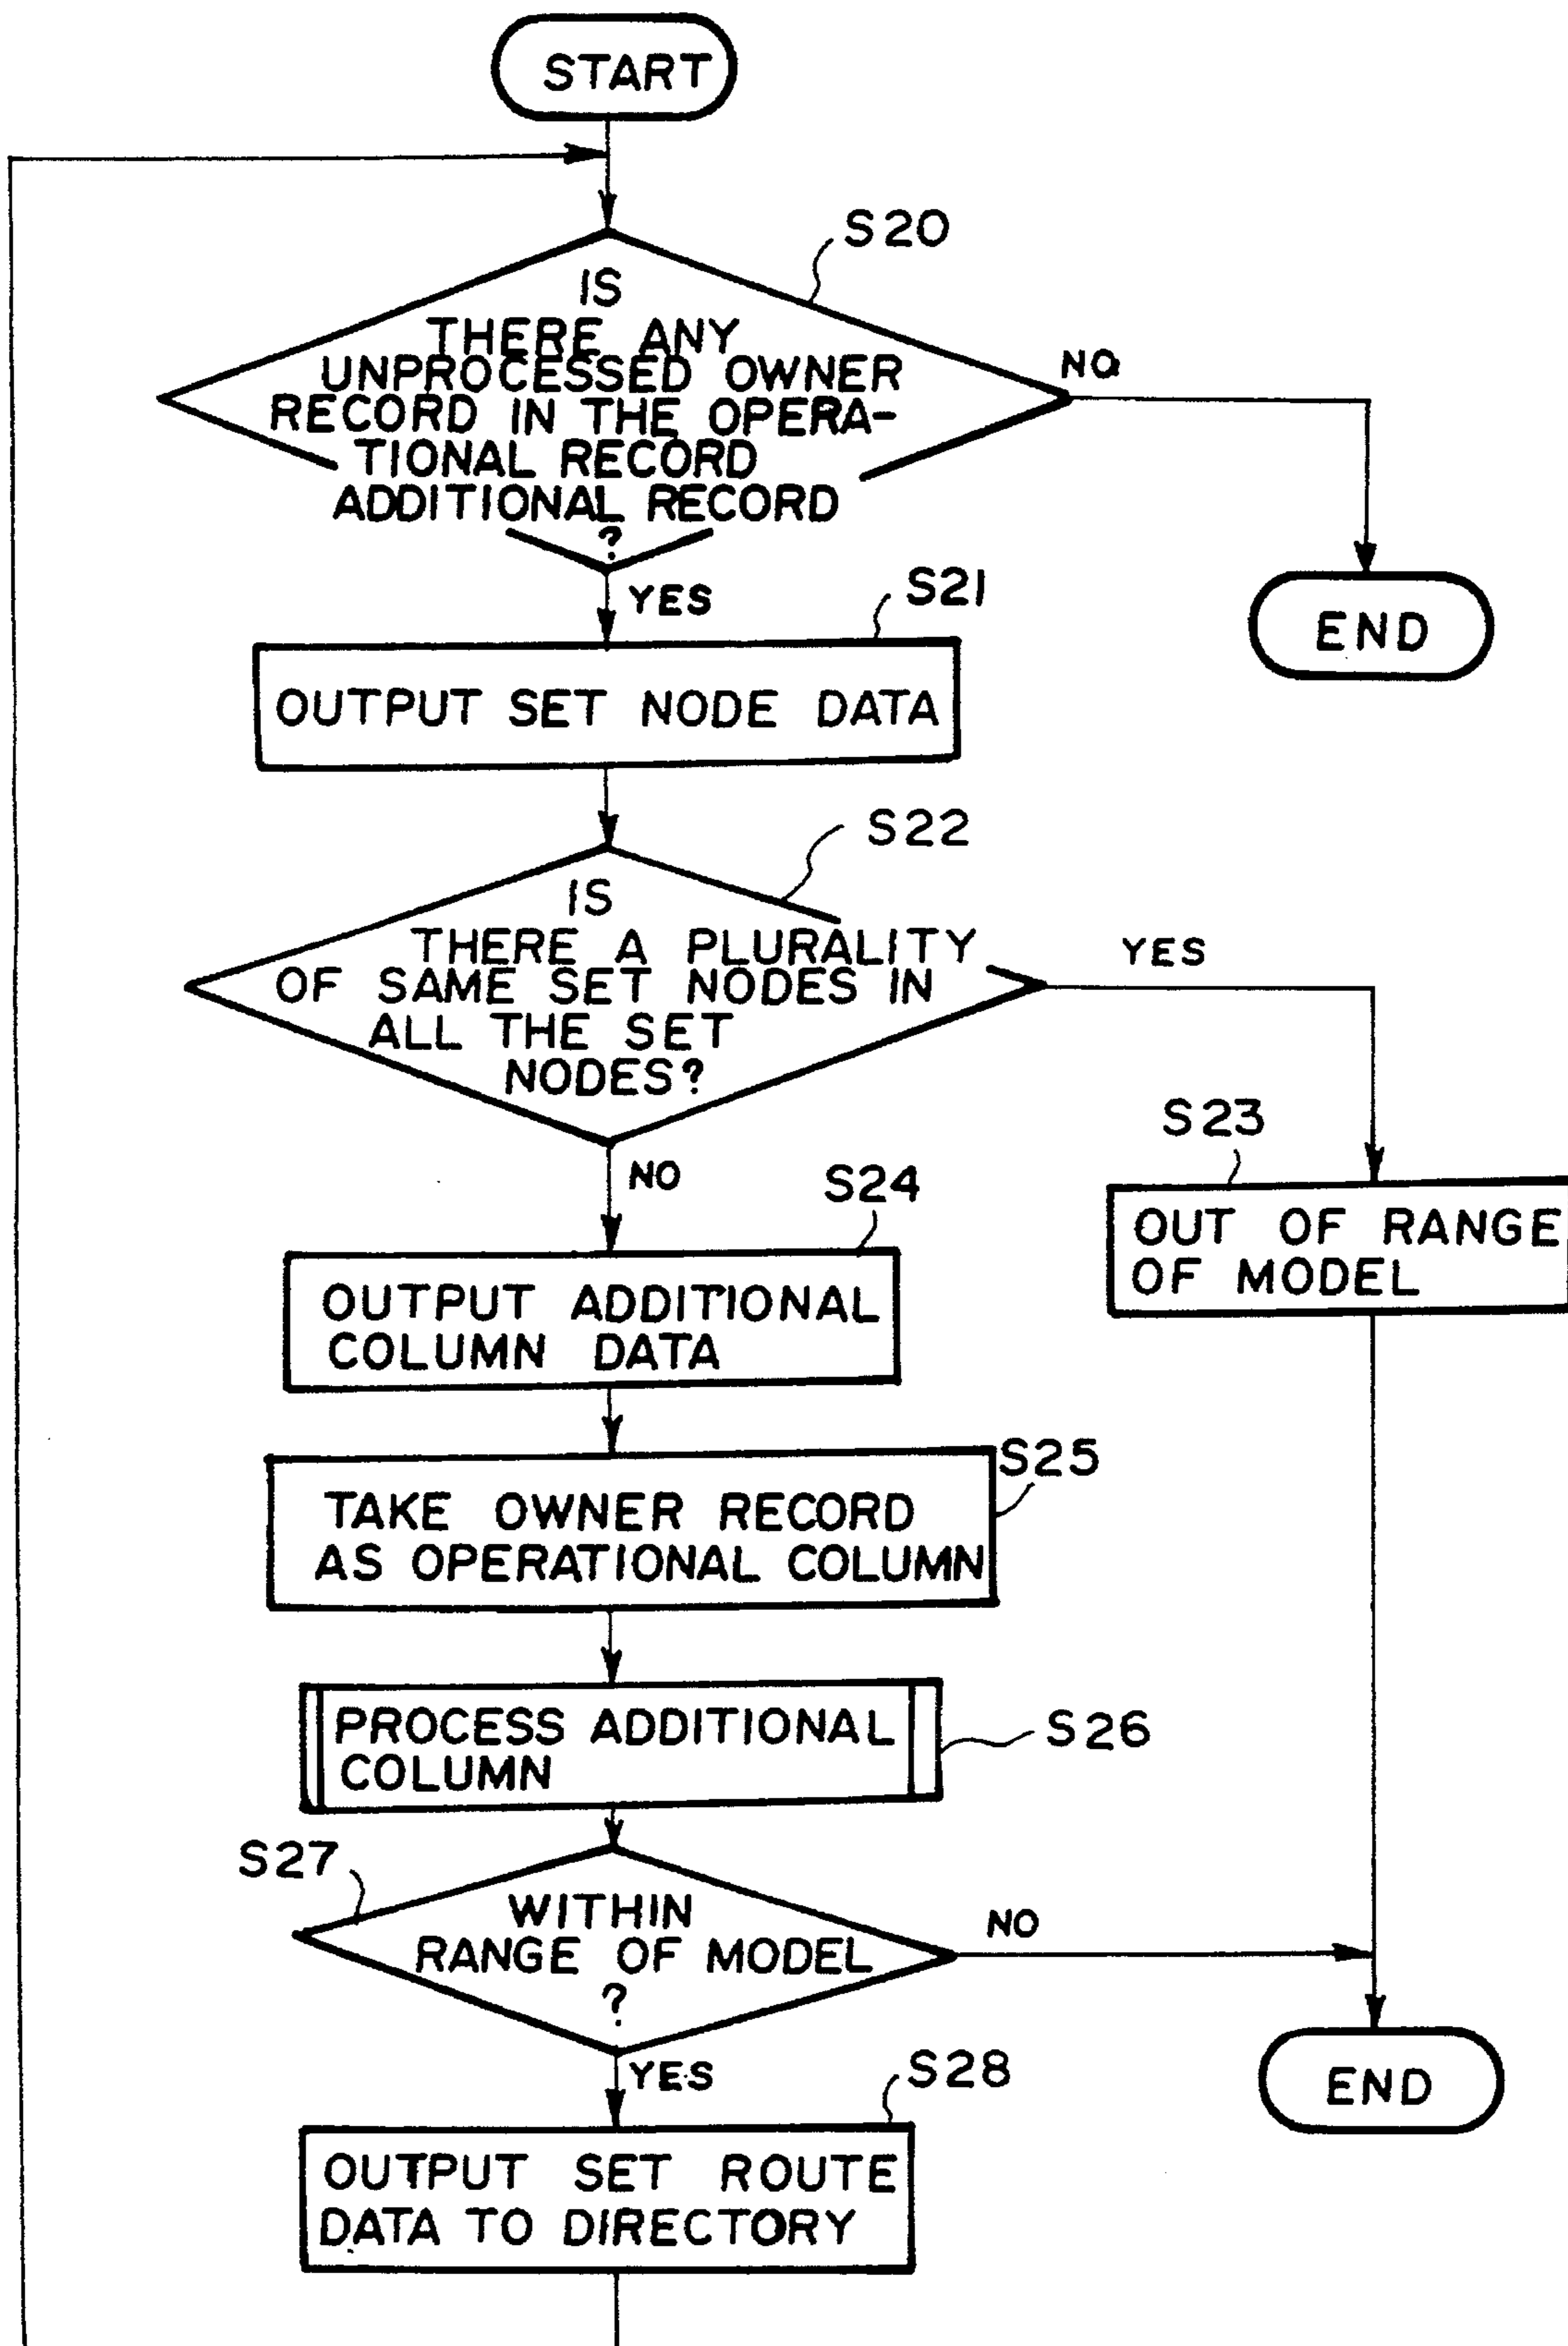 START
S20
IS
THERE ANY
UNPROCESSED OWNER
RECORD IN THE OPERA-
TIONAL RECORD
ADDITIONAL RECORD
?
NO
YES
END
S21
OUTPUT SET NODE DATA
S22
IS
THERE A PLURALITY
OF SAME SET NODES IN
ALL THE SET
NODES?
YES
NO
S23
OUT OF RANGE
OF MODEL
S24
OUTPUT ADDITIONAL
COLUMN DATA
S25
TAKE OWNER RECORD
AS OPERATIONAL COLUMN
PROCESS ADDITIONAL
COLUMN
S26
S27
WITHIN
RANGE OF MODEL
?
NO
YES
END
S28
OUTPUT SET ROUTE
DATA TO DIRECTORY